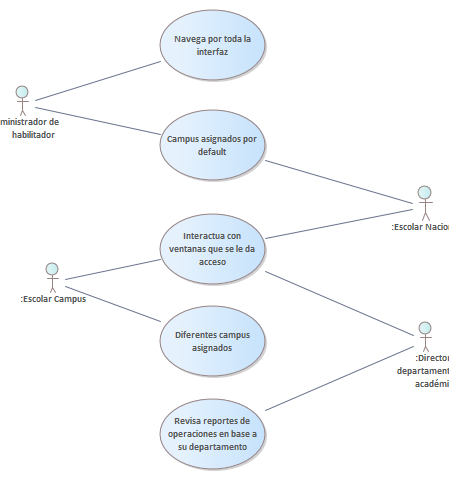 Navega por toda la
interfaz
ministrador de
habilitador
Campus asignados por
default
:Escolar Nacio
Interactua con
ventanas que se le da
acceso
:Escolar Campus
Diferentes campus
asignados
:Director
departament
académi
Revisa reportes de
operaciones en base a
su departamento